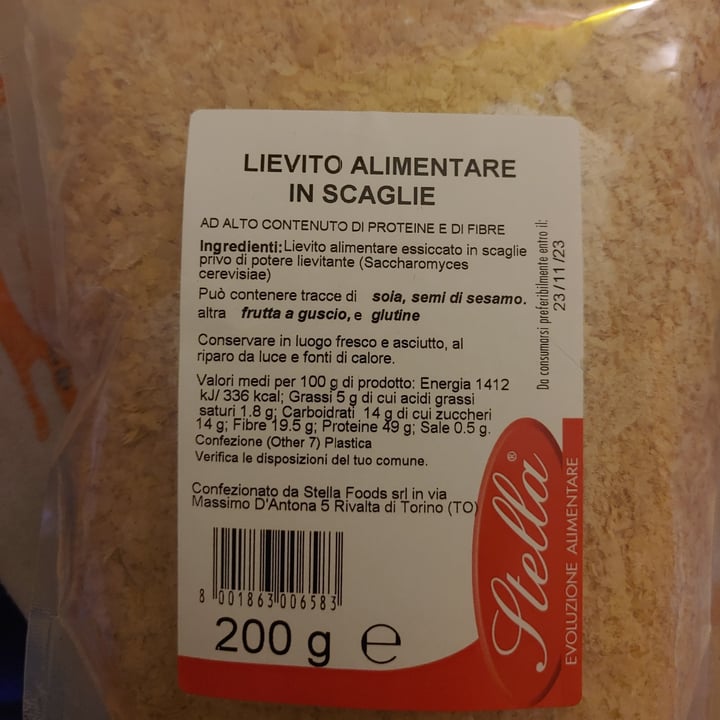 LIEVITO ALIMENTARE
IN SCAGLIE
AD ALTO CONTENUTO DI PROTEINE E DI FIBRE
Ingredienti: Lievito alimentare essiccato in scaglie
privo di potere lievitante (Saccharomyces
cerevisiae)
Può contenere tracce di soia, semi di sesamo.
altra frutta a guscio, e glutine
Conservare in luogo fresco e asciutto, al
riparo da luce e fonti di calore.
Valori medi per 100 g di prodotto: Energia 1412
kJ/ 336 kcal; Grassi 5 g di cui acidi grassi
saturi 1.8 g; Carboidrati 14 g di cui zuccheri
14 g; Fibre 19.5 g; Proteine 49 g; Sale 0.5 g.
Confezione (Other 7) Plastica
Verifica le disposizioni del tuo comune.
Confezionato da Stella Foods srl in via
Massimo D'Antona 5 Rivalta di Torino (TO)
8 001863 006583
200 g ℮
Da consumarsi preferibilmente entro il:
23/11/23
Stella®
EVOLUZIONE ALIMENTARE